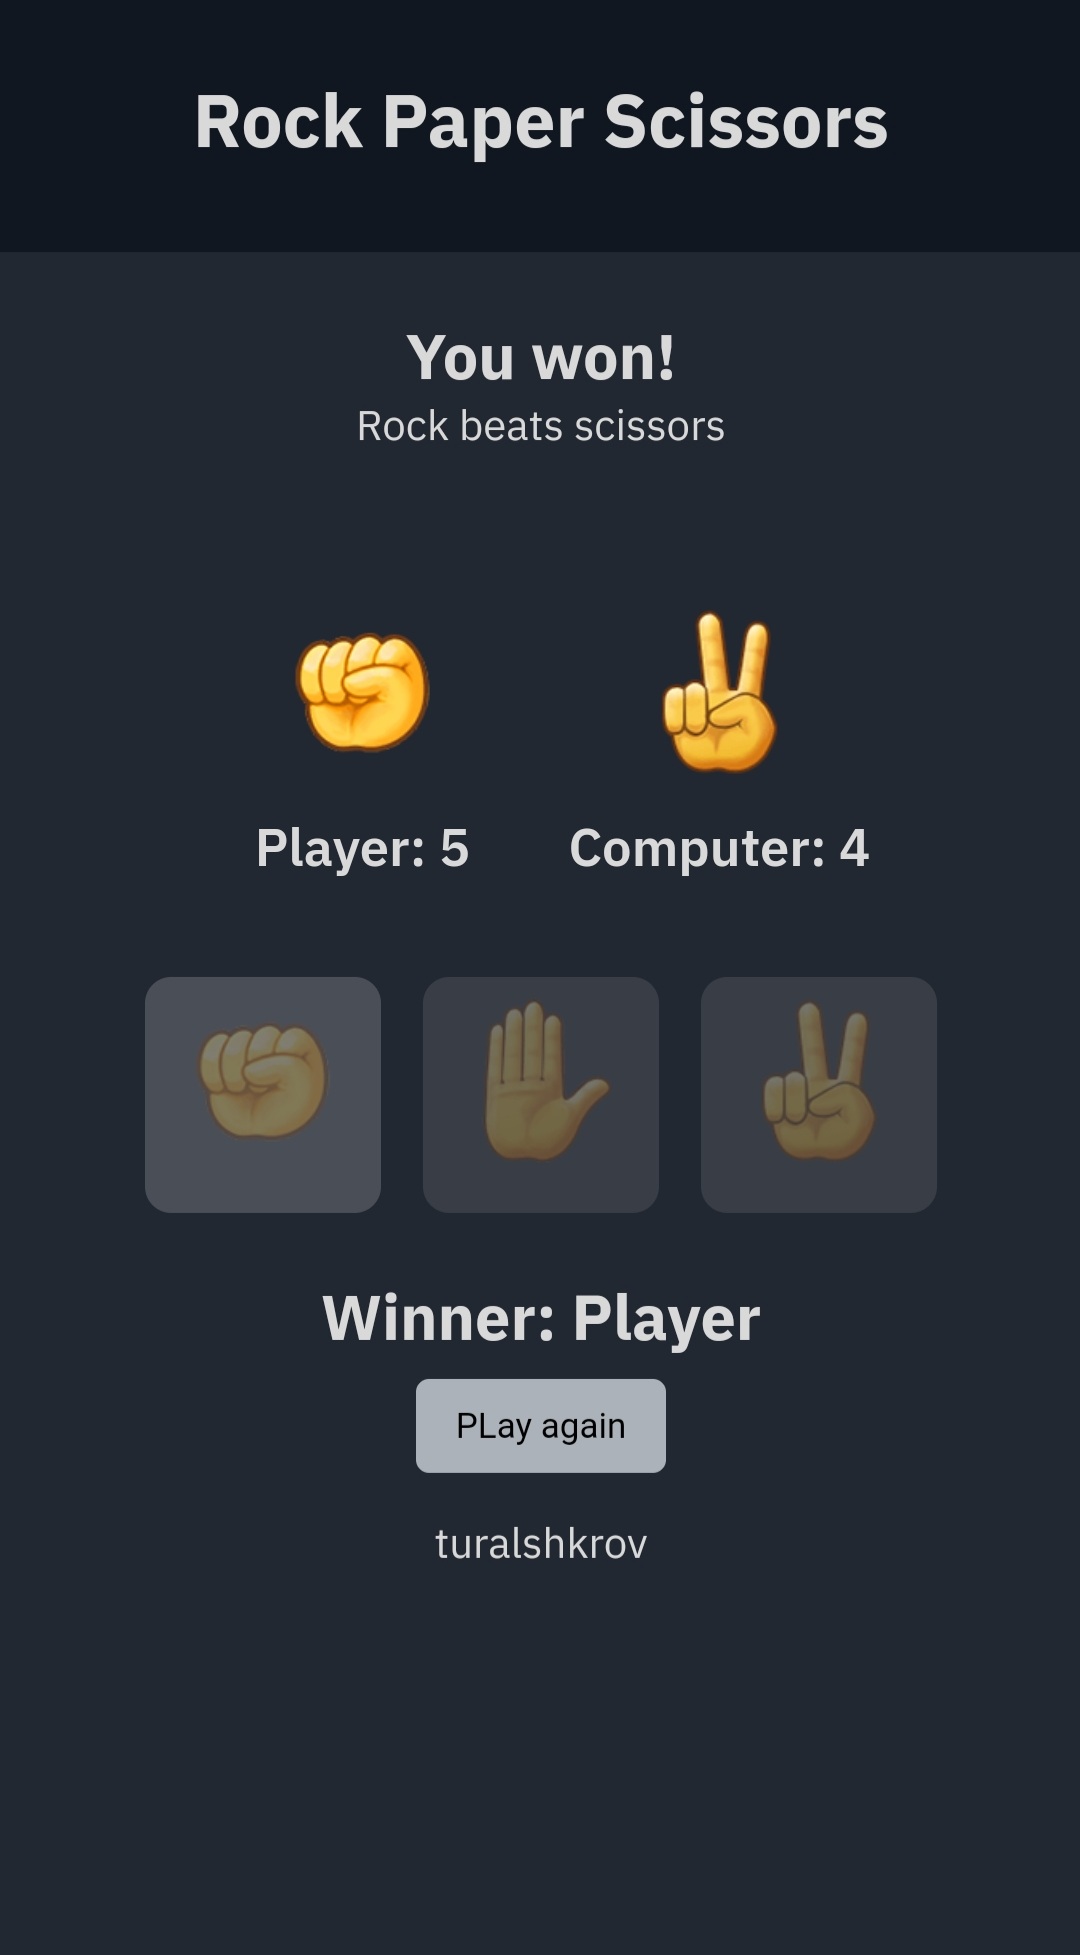 Rock Paper Scissors
You won!
Rock beats scissors
Player: 5
Computer: 4
Winner: Player
PLay again
turalshkrov